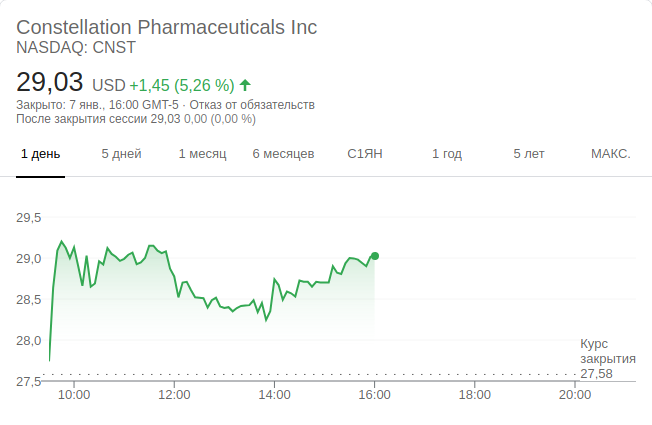 Constellation Pharmaceuticals Inc
NASDAQ: CNST
29,03 USD +1,45 (5,26 %)
Закрыто: 7 янв., 16:00 GMT-5 · Отказ от обязательств
После закрытия сессии 29,03 0,00 (0,00 %)
1 день 5 дней 1 месяц 6 месяцев С1ЯН 1 год 5 лет МАКС.
29,5
29,0
28,5
28,0
Курс
закрытия
27,58
27,5
10:00 12:00 14:00 16:00 18:00 20:00